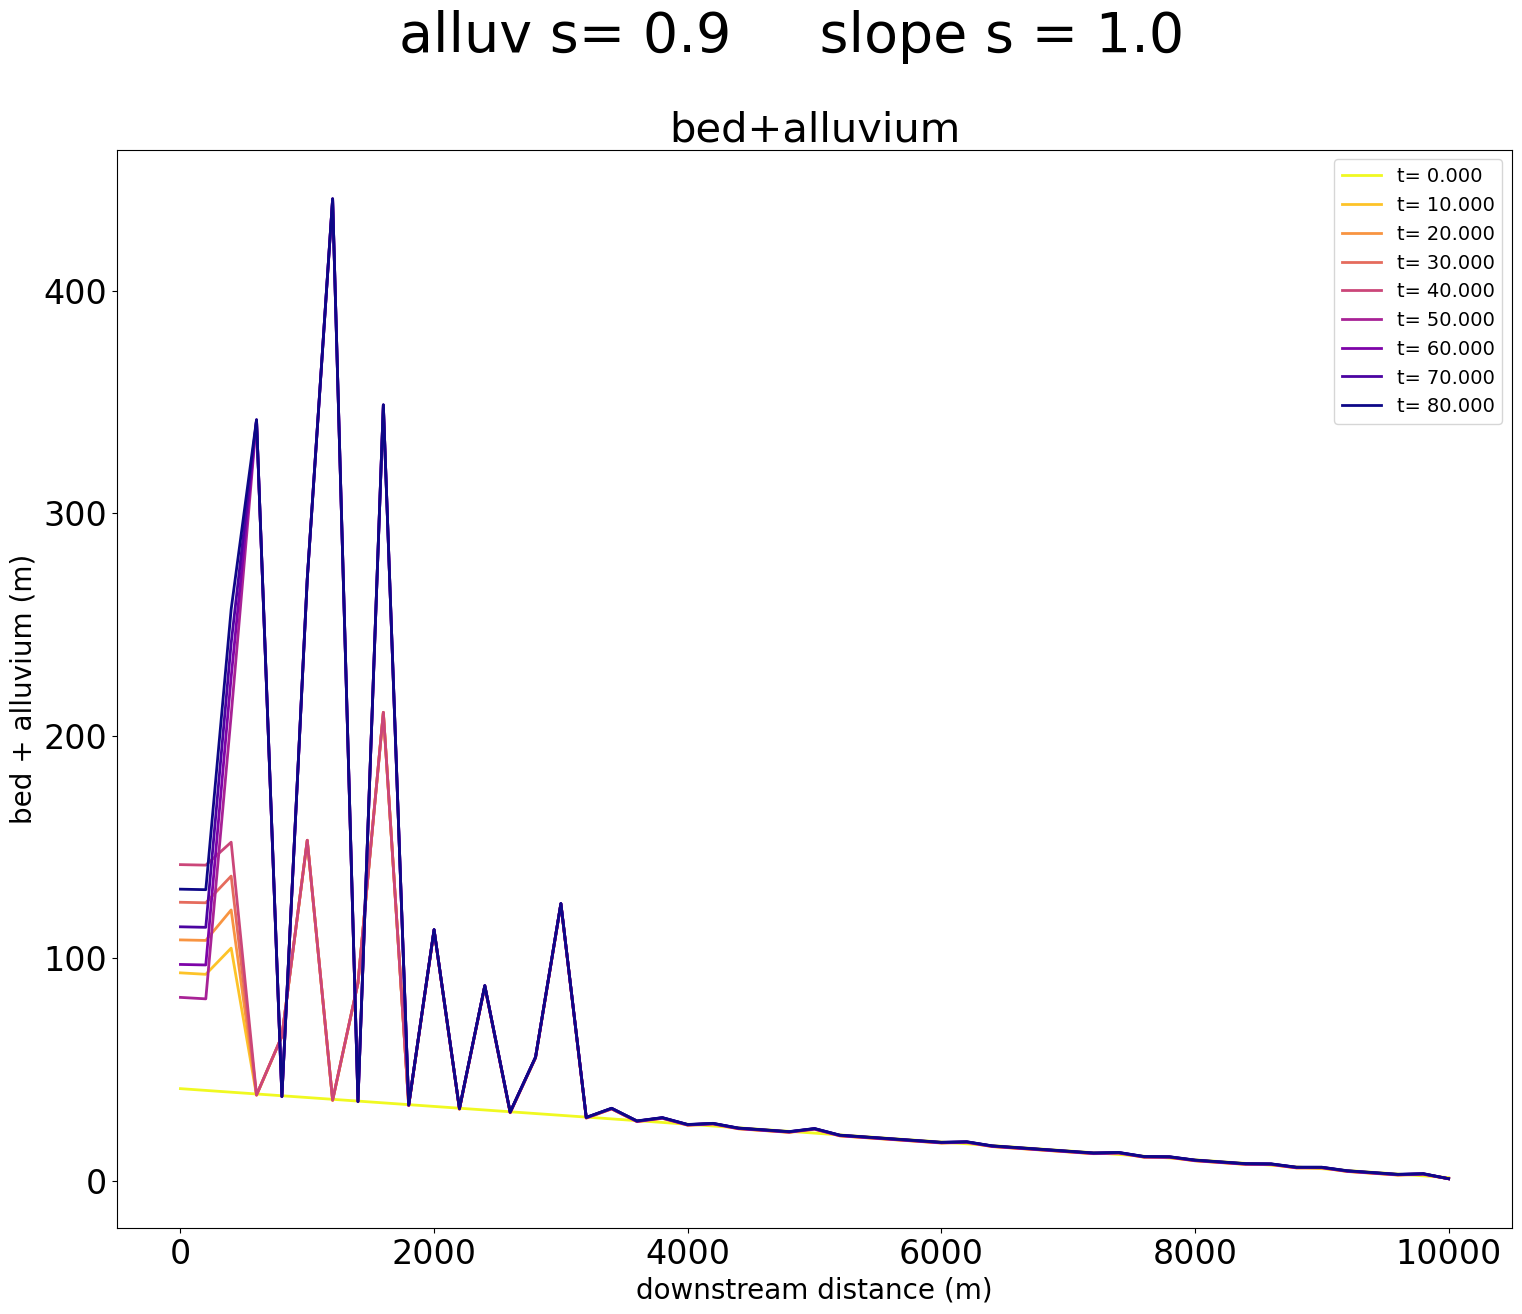 alluv s= 0.9     slope s = 1.0
bed+alluvium
t= 0.000
t= 10.000
t= 20.000
t= 30.000
t= 40.000
t= 50.000
t= 60.000
t= 70.000
t= 80.000
400
300
200
100
0
bed + alluvium (m)
0 2000 4000 6000 8000 10000
downstream distance (m)